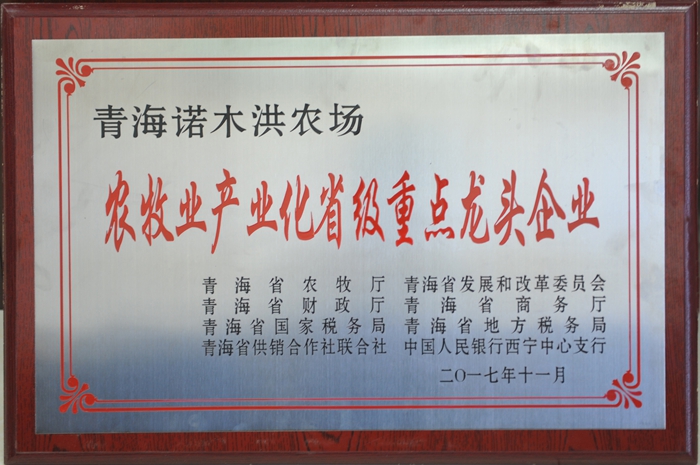 青海诺木洪农场
农牧业产业化省级重点龙头企业
青海省农牧厅 青海省发展和改革委员会
青海省财政厅 青海省商务厅
青海省国家税务局 青海省地方税务局
青海省供销合作社联合社 中国人民银行西宁中心支行
二〇一七年十一月